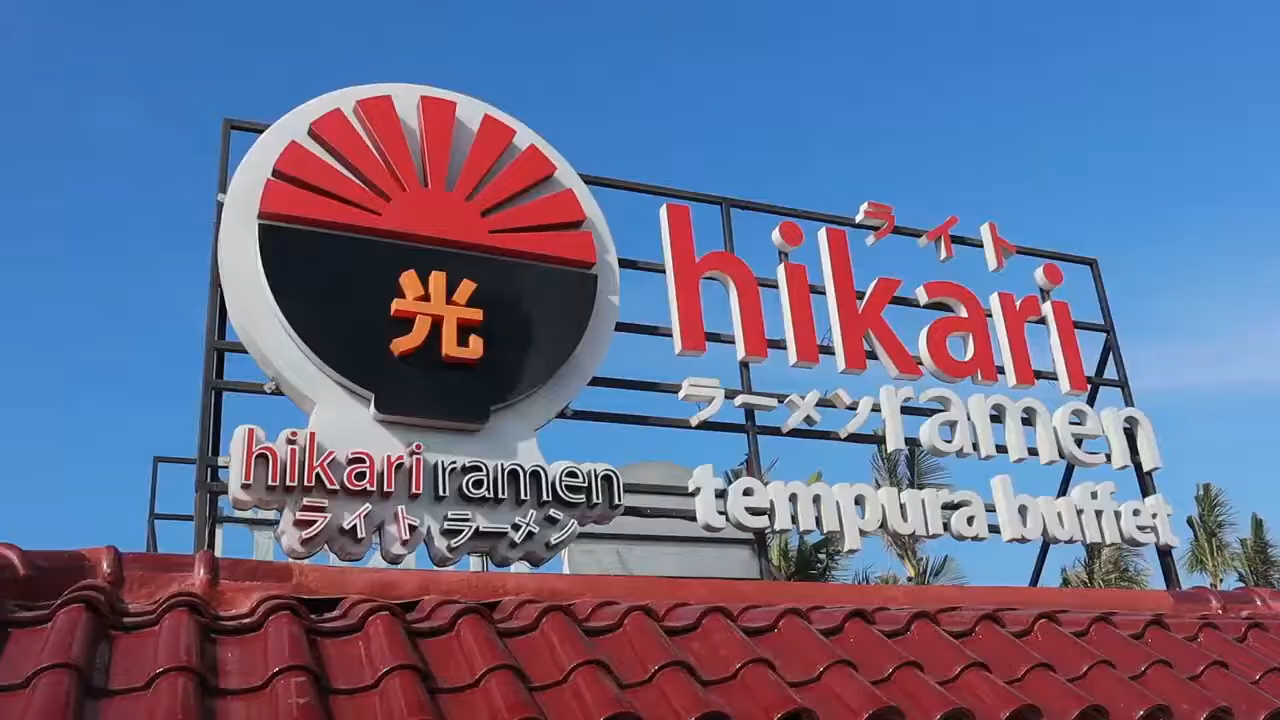 光
hikari ramen
ライト ラーメン
ライト
hikari
ラーメン ramen
tempura buffet